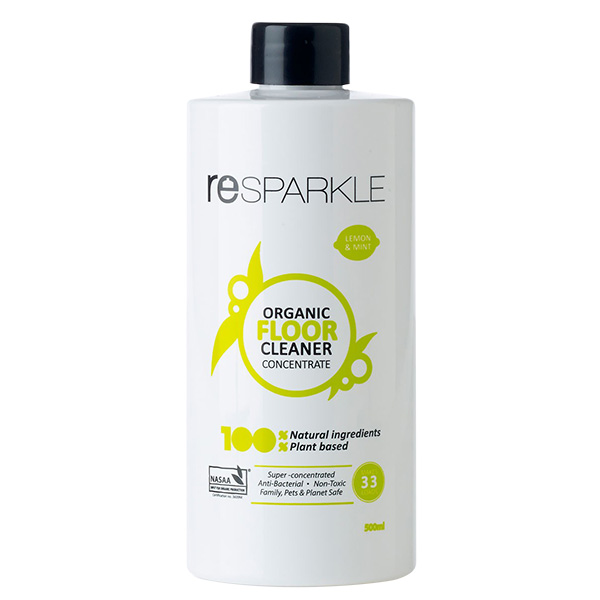 reSPARKLE
LEMON
& MINT
ORGANIC
FLOOR
CLEANER
CONCENTRATE
100% Natural ingredients
% Plant based
NASAA
Super-concentrated
Anti-Bacterial • Non-Toxic
Family, Pets & Planet Safe
33
500ml